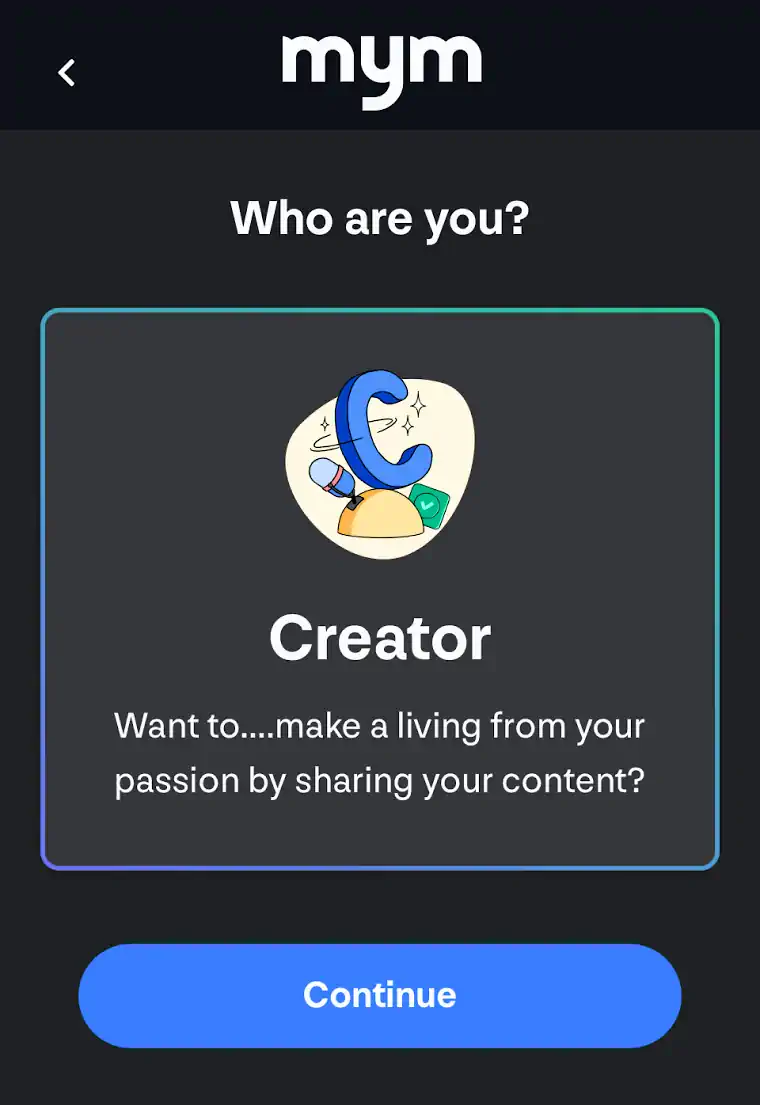 mym
Who are you?
Creator
Want to....make a living from your
passion by sharing your content?
Continue